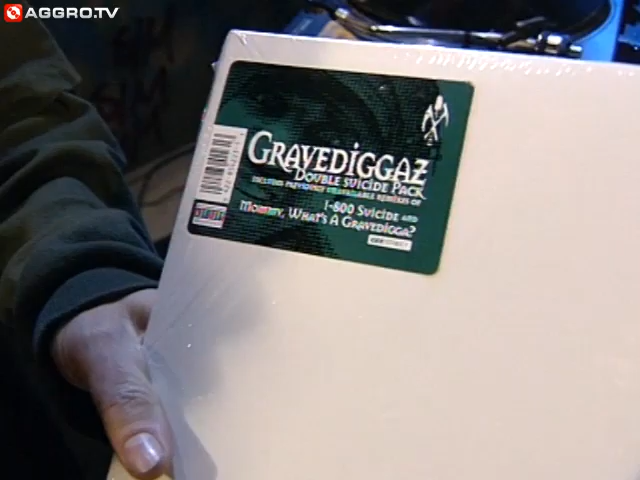 AGGRO.TV
GRAVEDIGGAZ
DOUBLE SUICIDE PACK
INCLUDES PREVIOUSLY UNAVAILABLE REMIXES OF
1-800 SUICIDE AND
MOMMY, WHAT'S A GRAVEDIGGA?